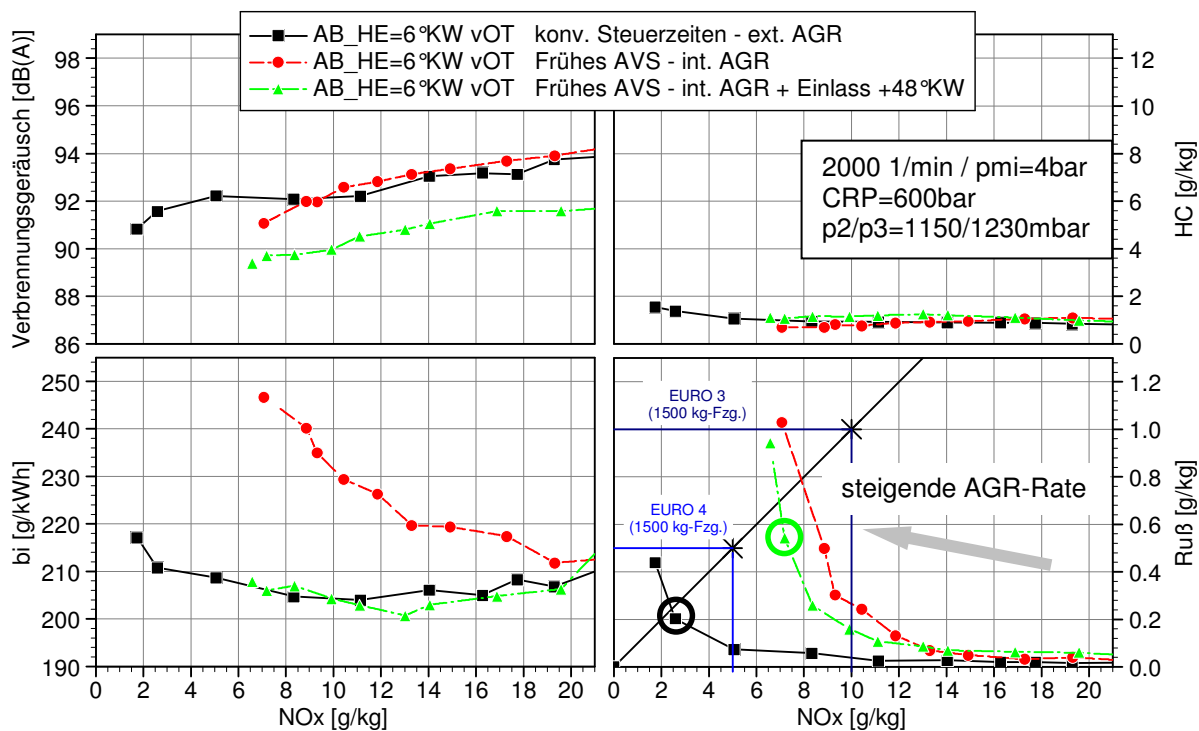 AB_HE=6°KW vOT konv. Steuerzeiten - ext. AGR
AB_HE=6°KW vOT Frühes AVS - int. AGR
AB_HE=6°KW vOT Frühes AVS - int. AGR + Einlass +48°KW
Verbrennungsgeräusch [dB(A)]
98
96
94
92
90
88
86
2000 1/min / pmi=4bar
CRP=600bar
p2/p3=1150/1230mbar
HC [g/kg]
12
10
8
6
4
2
0
bi [g/kWh]
250
240
230
220
210
200
190
0 2 4 6 8 10 12 14 16 18 20
NOx [g/kg]
EURO 3
(1500 kg-Fzg.)
EURO 4
(1500 kg-Fzg.)
steigende AGR-Rate
Ruß [g/kg]
1.2
1.0
0.8
0.6
0.4
0.2
0.0
0 2 4 6 8 10 12 14 16 18 20
NOx [g/kg]